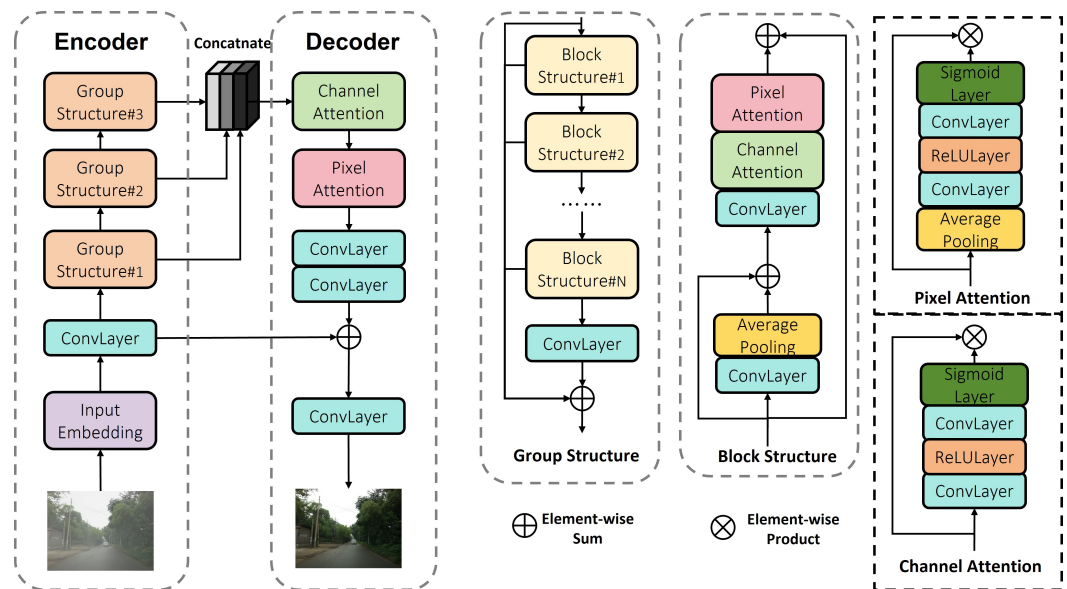 Encoder
Group
Structure#3
Group
Structure#2
Group
Structure#1
ConvLayer
Input
Embedding
Concatnate
Decoder
Channel
Attention
Pixel
Attention
ConvLayer
ConvLayer
ConvLayer
Block
Structure#1
Block
Structure#2
......
Block
Structure#N
ConvLayer
Group Structure
Pixel
Attention
Channel
Attention
ConvLayer
Average
Pooling
ConvLayer
Block Structure
Element-wise
Sum
Element-wise
Product
Sigmoid
Layer
ConvLayer
ReLULayer
ConvLayer
Average
Pooling
Pixel Attention
Sigmoid
Layer
ConvLayer
ReLULayer
ConvLayer
Channel Attention